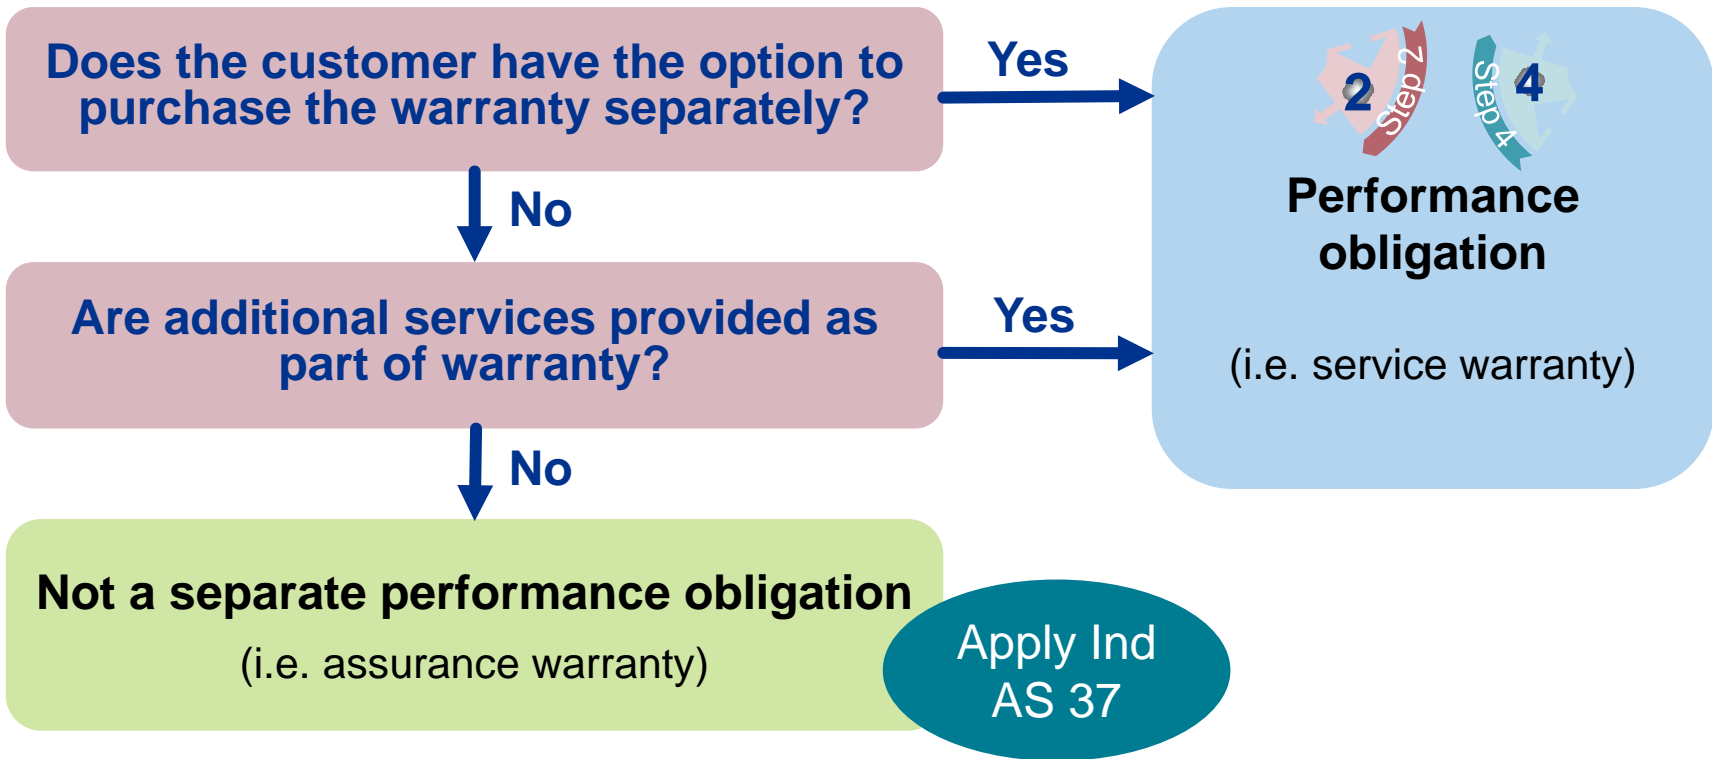 Does the customer have the option to
purchase the warranty separately?
Yes
2
Step 2
Step 4
4
Performance
obligation
(i.e. service warranty)
No
Are additional services provided as
part of warranty?
Yes
No
Not a separate performance obligation
(i.e. assurance warranty)
Apply Ind
AS 37